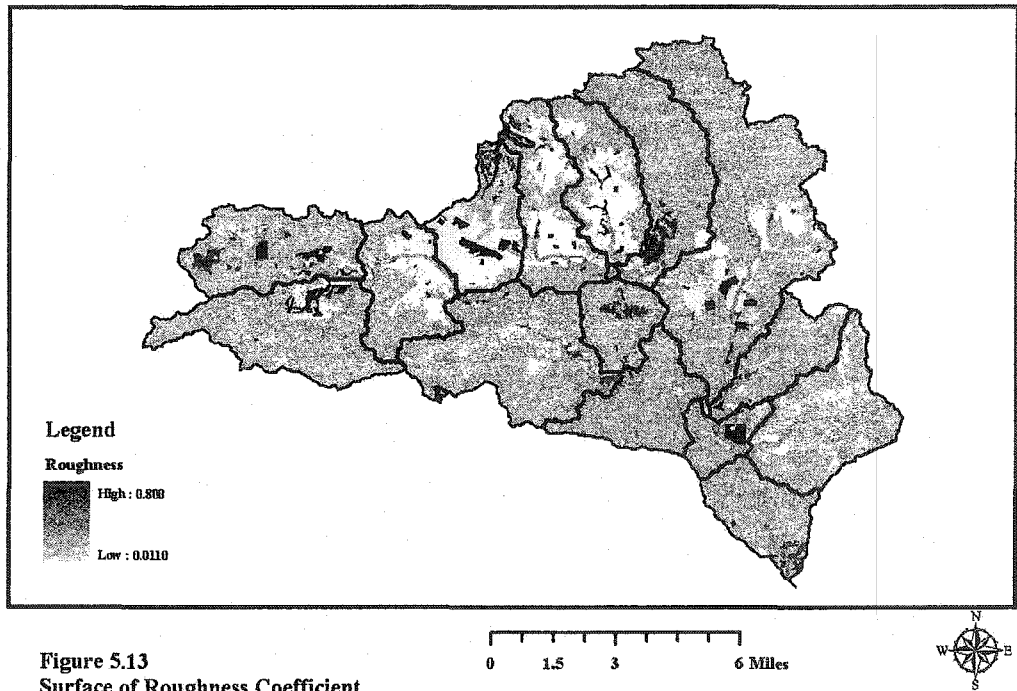 Legend
Roughness
High : 0.800
Low : 0.0110
0 1.5 3 6 Miles
N
W E
S
Figure 5.13
Surface of Roughness Coefficient